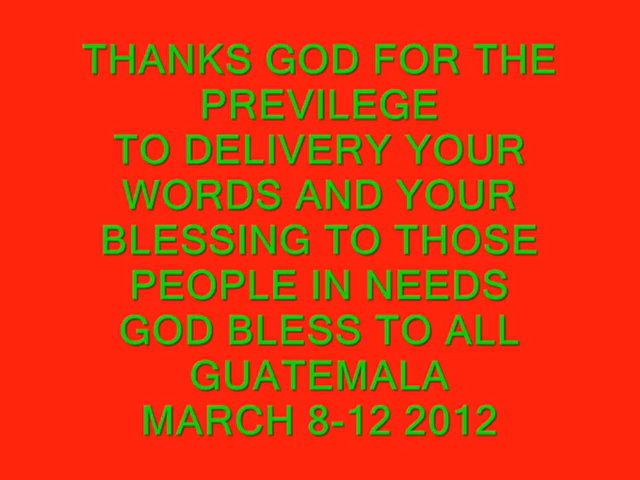 THANKS GOD FOR THE
PREVILEGE
TO DELIVERY YOUR
WORDS AND YOUR
BLESSING TO THOSE
PEOPLE IN NEEDS
GOD BLESS TO ALL
GUATEMALA
MARCH 8-12 2012